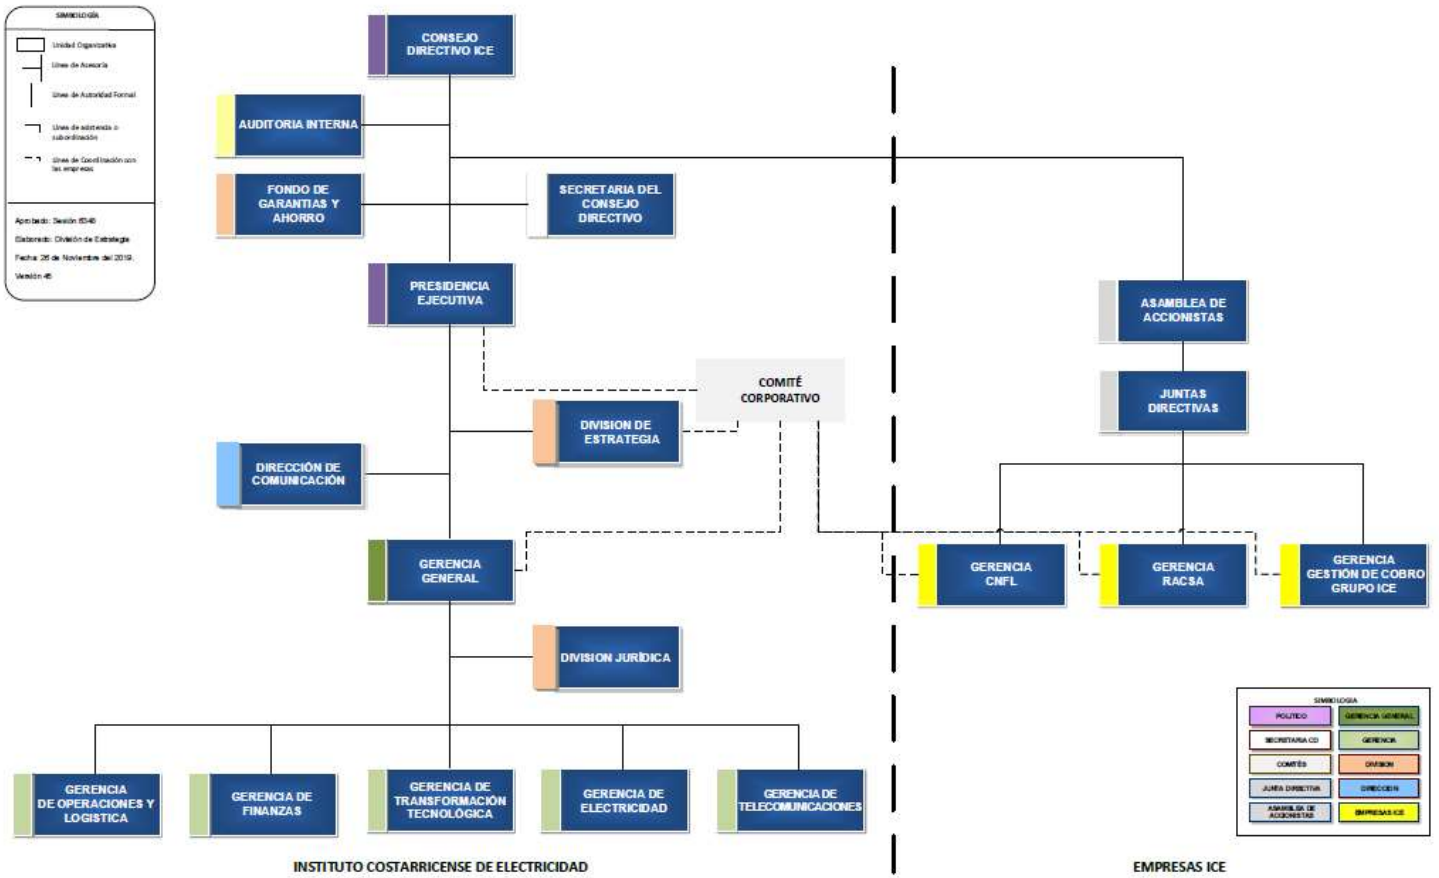 SIMBOLOGÍA
Unidad Organizativa
Línea de Asesoría
Línea de Autoridad Formal
Línea de asistencia o
subordinación
Línea de Coordinación con
las empresas
Aprobado: Sesión
Elaborado: División de Estrategia
Fecha: 26 de Noviembre del 2019.
Versión 46
CONSEJO
DIRECTIVO ICE
AUDITORIA INTERNA
FONDO DE
GARANTIAS Y
AHORRO
SECRETARIA DEL
CONSEJO
DIRECTIVO
PRESIDENCIA
EJECUTIVA
ASAMBLEA DE
ACCIONISTAS
COMITÉ
CORPORATIVO
JUNTAS
DIRECTIVAS
DIVISION DE
ESTRATEGIA
DIRECCIÓN DE
COMUNICACIÓN
GERENCIA
GENERAL
GERENCIA
CNFL
GERENCIA
RACSA
GERENCIA
GESTIÓN DE COBRO
GRUPO ICE
DIVISION JURÍDICA
GERENCIA
DE OPERACIONES Y
LOGISTICA
GERENCIA DE
FINANZAS
GERENCIA DE
TRANSFORMACIÓN
TECNOLÓGICA
GERENCIA DE
ELECTRICIDAD
GERENCIA DE
TELECOMUNICACIONES
SIMBOLOGIA
POLITICO
GERENCIA GENERAL
SECRETARIA CD
GERENCIA
COMITÉS
DIVISION
JUNTA DIRECTIVA
DIRECCION
ASAMBLEA DE
ACCIONISTAS
EMPRESAS ICE
INSTITUTO COSTARRICENSE DE ELECTRICIDAD
EMPRESAS ICE